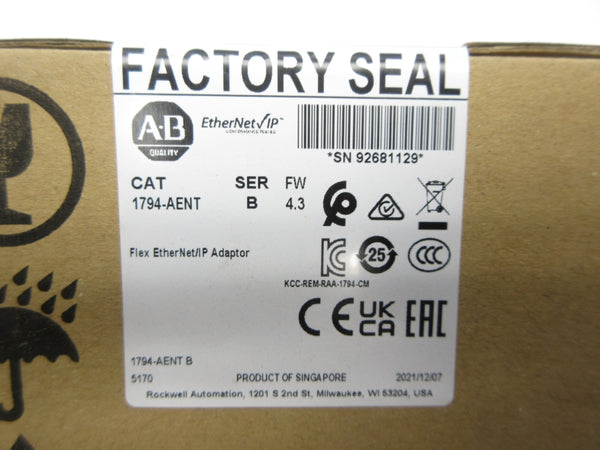 FACTORY SEAL
A-B
QUALITY
EtherNet/IP™
CONFORMANCE TESTED
*SN 92681129*
CAT SER FW
1794-AENT B 4.3
Flex EtherNet/IP Adaptor
25
CCC
KCC-REM-RAA-1794-CM
CE UK CA EAC
1794-AENT B
5170 PRODUCT OF SINGAPORE 2021/12/07
Rockwell Automation, 1201 S 2nd St, Milwaukee, WI 53204, USA